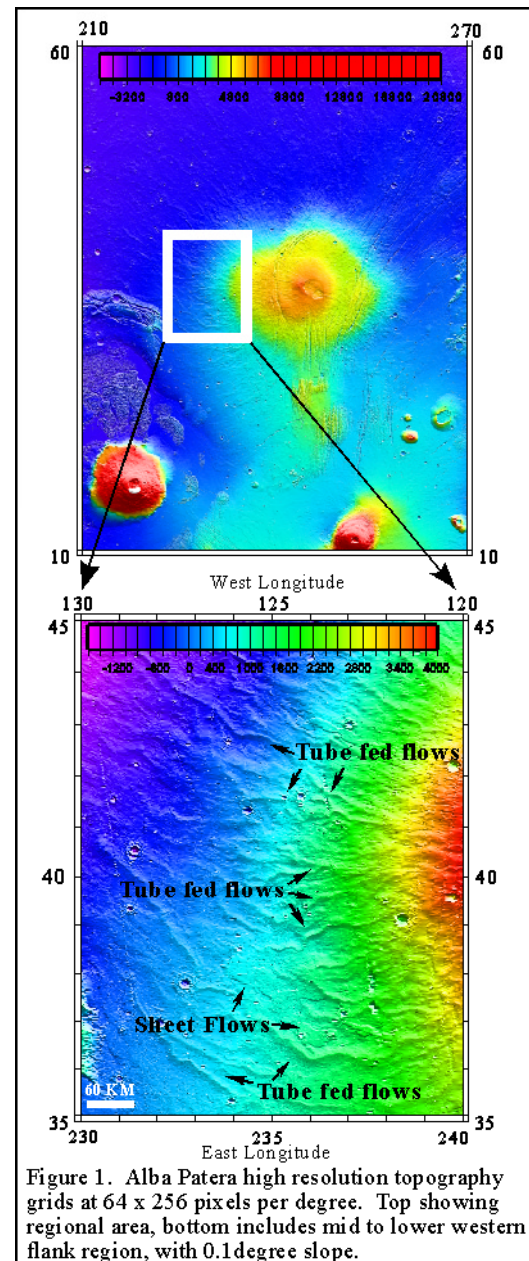 210 270
60 60
-3200 800 4800 8800 12800 16800 20800
10 10
West Longitude
130 125 120
45 45
-1200 -800 0 400 1000 1600 2200 2800 3400 4000
Tube fed flows
40 40
Tube fed flows
Sheet Flows
Tube fed flows
60 KM
35 35
230 235 240
East Longitude
Figure 1. Alba Patera high resolution topography
grids at 64 x 256 pixels per degree. Top showing
regional area, bottom includes mid to lower western
flank region, with 0.1degree slope.